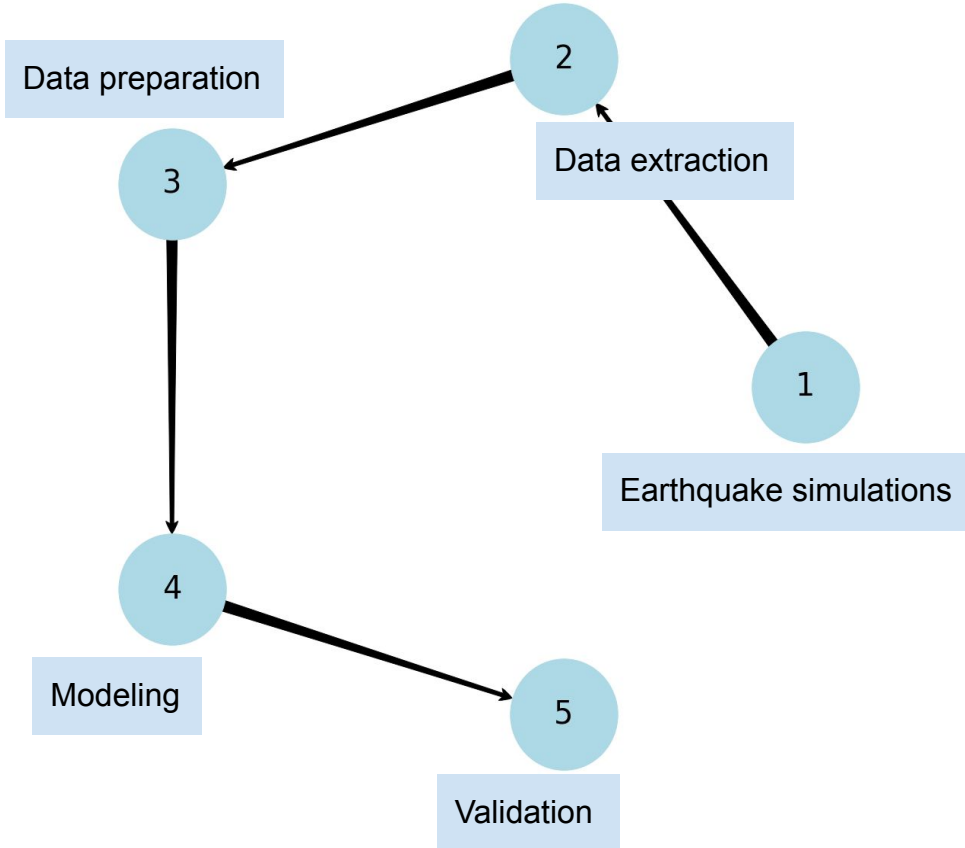 2
Data preparation
Data extraction
3
1
Earthquake simulations
4
Modeling
5
Validation